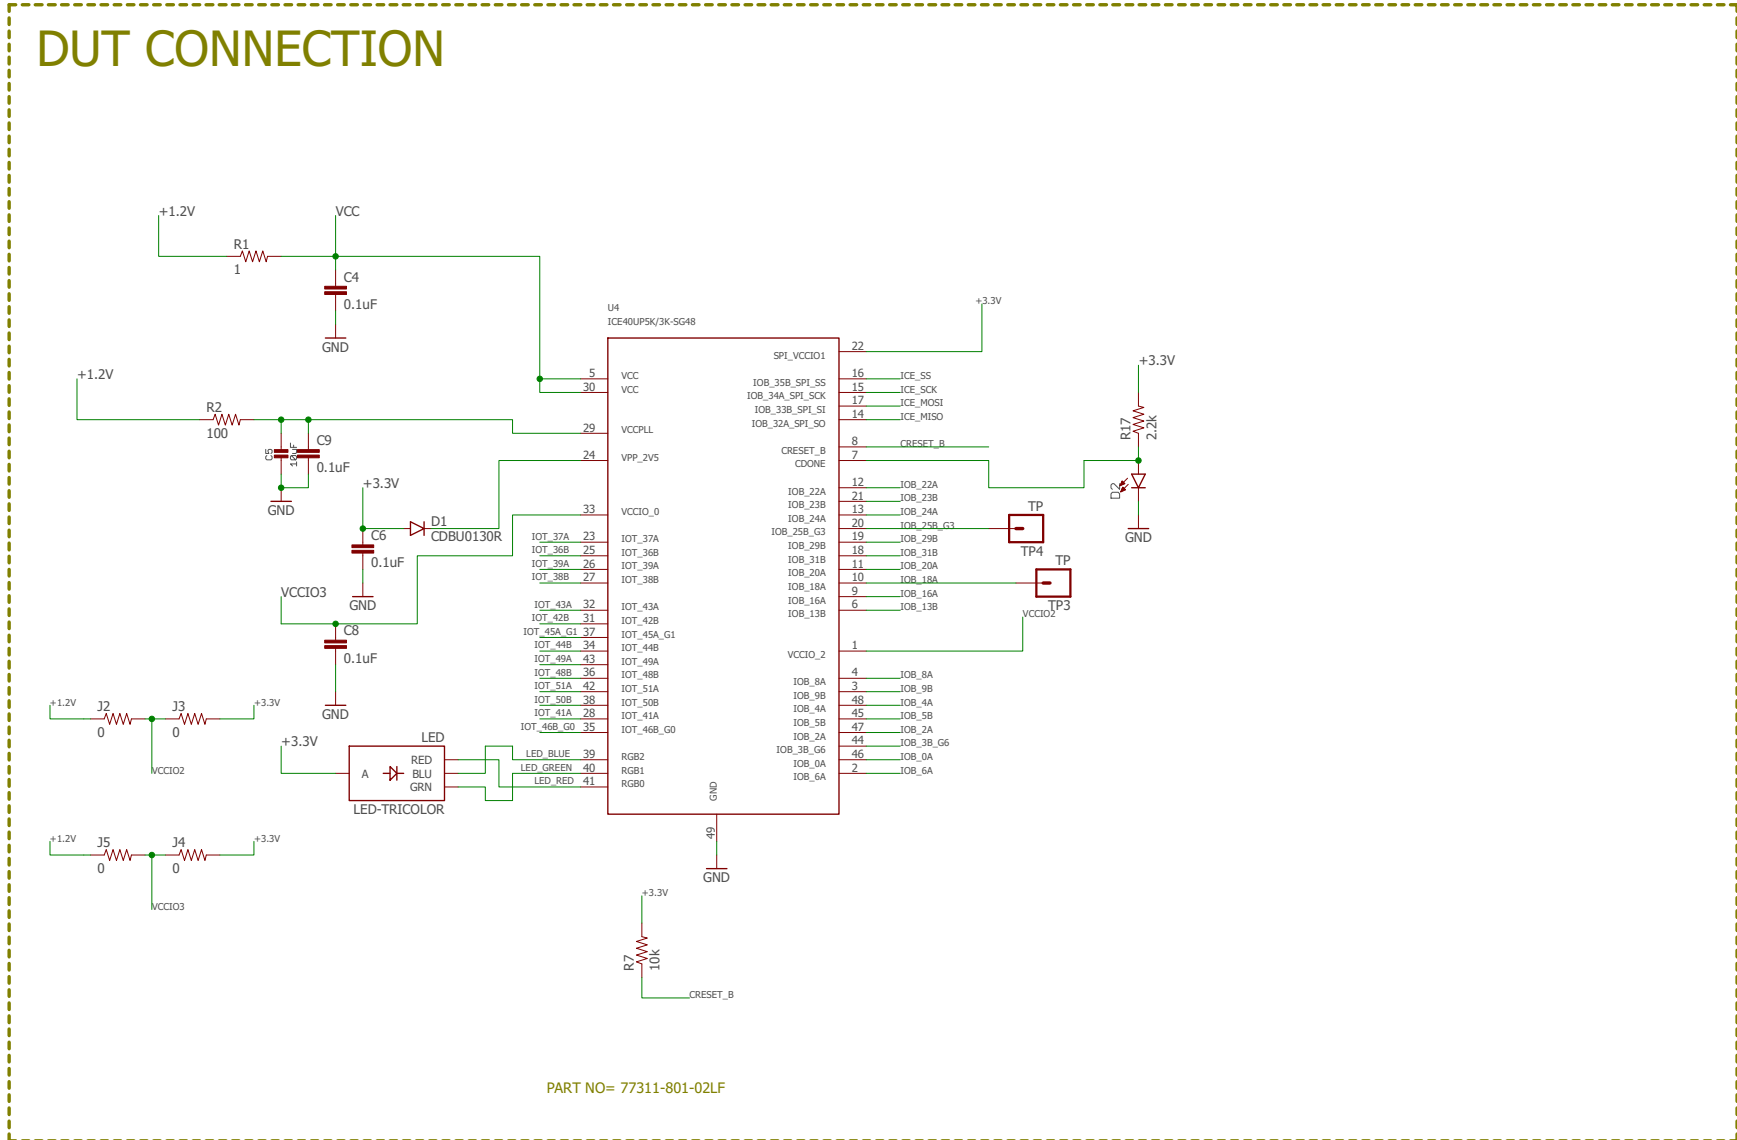 DUT CONNECTION
+1.2V
VCC
R1
1
C4
0.1uF
GND
+1.2V
R2
100
C5
10uF
C9
0.1uF
GND
+3.3V
D1
CDBU0130R
C6
0.1uF
GND
VCCIO3
C8
0.1uF
GND
+1.2V
J2
0
J3
0
+3.3V
VCCIO2
+1.2V
J5
0
J4
0
+3.3V
VCCIO3
+3.3V
LED
A
RED
BLU
GRN
LED-TRICOLOR
U4
ICE40UP5K/3K-SG48
5 VCC
30 VCC
29 VCCPLL
24 VPP_2V5
33 VCCIO_0
IOT_37A 23 IOT_37A
IOT_36B 25 IOT_36B
IOT_39A 26 IOT_39A
IOT_38B 27 IOT_38B
IOT_43A 32 IOT_43A
IOT_42B 31 IOT_42B
IOT_45A_G1 37 IOT_45A_G1
IOT_44B 34 IOT_44B
IOT_49A 43 IOT_49A
IOT_48B 36 IOT_48B
IOT_51A 42 IOT_51A
IOT_50B 38 IOT_50B
IOT_41A 28 IOT_41A
IOT_46B_G0 35 IOT_46B_G0
LED_BLUE 39 RGB2
LED_GREEN 40 RGB1
LED_RED 41 RGB0
GND
49
GND
+3.3V
SPI_VCCIO1 22
IOB_35B_SPI_SS 16 ICE_SS
IOB_34A_SPI_SCK 15 ICE_SCK
IOB_33B_SPI_SI 17 ICE_MOSI
IOB_32A_SPI_SO 14 ICE_MISO
CRESET_B 8 CRESET_B
CDONE 7
IOB_22A 12 IOB_22A
IOB_23B 21 IOB_23B
IOB_24A 13 IOB_24A
IOB_25B_G3 20 IOB_25B_G3
IOB_29B 19 IOB_29B
IOB_31B 18 IOB_31B
IOB_20A 11 IOB_20A
IOB_18A 10 IOB_18A
IOB_16A 9 IOB_16A
IOB_13B 6 IOB_13B
VCCIO_2 1
VCCIO2
IOB_8A 4 IOB_8A
IOB_9B 3 IOB_9B
IOB_4A 48 IOB_4A
IOB_5B 45 IOB_5B
IOB_2A 47 IOB_2A
IOB_3B_G6 44 IOB_3B_G6
IOB_0A 46 IOB_0A
IOB_6A 2 IOB_6A
TP
TP4
TP
TP3
+3.3V
R17
2.2k
D2
GND
+3.3V
R7
10k
CRESET_B
PART NO= 77311-801-02LF